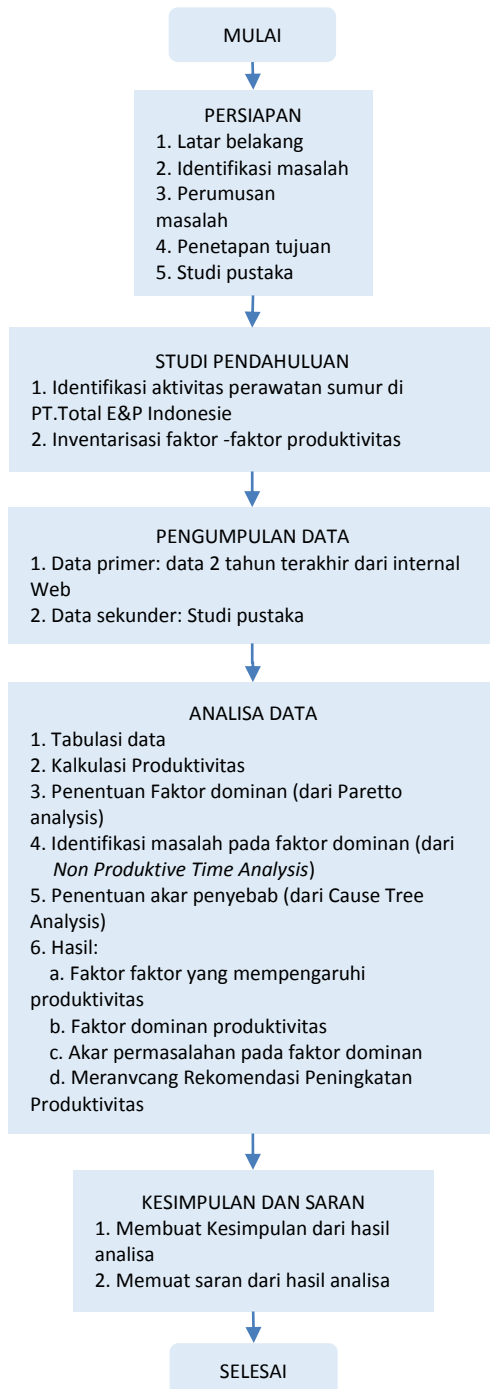 MULAI
PERSIAPAN
1. Latar belakang
2. Identifikasi masalah
3. Perumusan
masalah
4. Penetapan tujuan
5. Studi pustaka
STUDI PENDAHULUAN
1. Identifikasi aktivitas perawatan sumur di
PT.Total E&P Indonesie
2. Inventarisasi faktor -faktor produktivitas
PENGUMPULAN DATA
1. Data primer: data 2 tahun terakhir dari internal
Web
2. Data sekunder: Studi pustaka
ANALISA DATA
1. Tabulasi data
2. Kalkulasi Produktivitas
3. Penentuan Faktor dominan (dari Paretto
analysis)
4. Identifikasi masalah pada faktor dominan (dari
Non Produktive Time Analysis)
5. Penentuan akar penyebab (dari Cause Tree
Analysis)
6. Hasil:
a. Faktor faktor yang mempengaruhi
produktivitas
b. Faktor dominan produktivitas
c. Akar permasalahan pada faktor dominan
d. Meranvcang Rekomendasi Peningkatan
Produktivitas
KESIMPULAN DAN SARAN
1. Membuat Kesimpulan dari hasil
analisa
2. Memuat saran dari hasil analisa
SELESAI